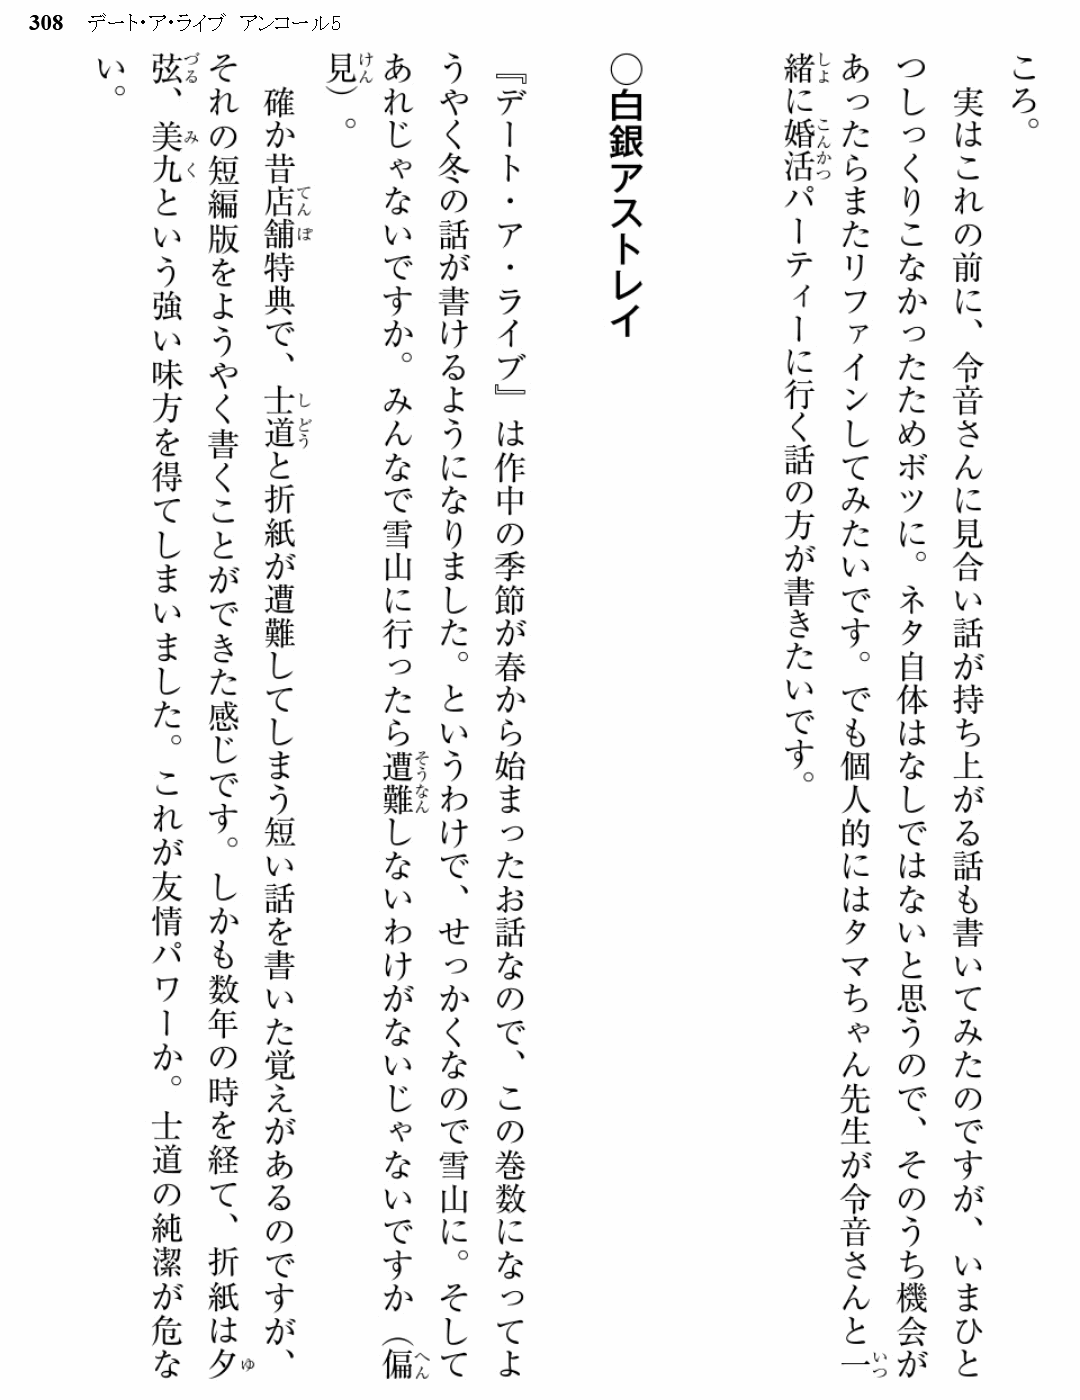 308 デート・ア・ライブ アンコール5
ころ。
　実はこれの前に、令音さんに見合い話が持ち上がる話も書いてみたのですが、いまひと
つしっくりこなかったためボツに。ネタ自体はなしではないと思うので、そのうち機会が
あったらまたリファインしてみたいです。でも個人的にはタマちゃん先生が令音さんと一
緒に婚活パーティーに行く話の方が書きたいです。
○白銀アストレイ
『デート・ア・ライブ』は作中の季節が春から始まったお話なので、この巻数になってよ
うやく冬の話が書けるようになりました。というわけで、せっかくなので雪山に。そして
あれじゃないですか。みんなで雪山に行ったら遭難しないわけがないじゃないですか（偏
見）。
　確か昔店舗特典で、士道と折紙が遭難してしまう短い話を書いた覚えがあるのですが、
それの短編版をようやく書くことができた感じです。しかも数年の時を経て、折紙は夕
弦、美九という強い味方を得てしまいました。これが友情パワーか。士道の純潔が危な
い。